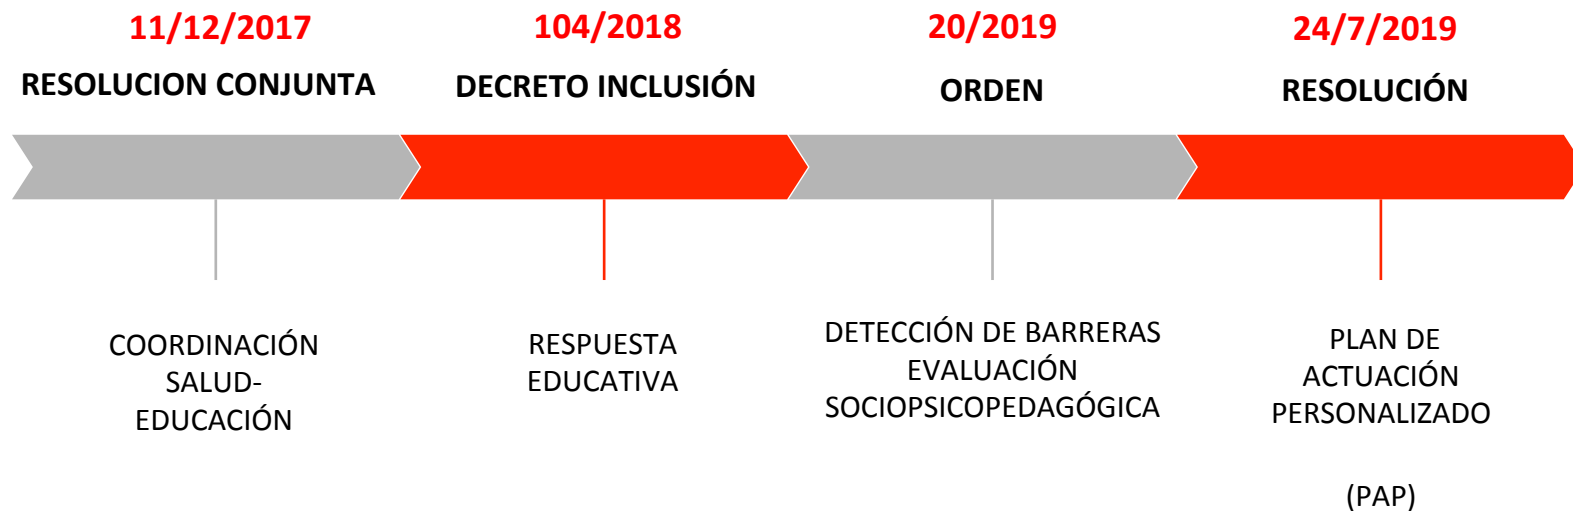 11/12/2017
RESOLUCION CONJUNTA
COORDINACIÓN
SALUD-
EDUCACIÓN
104/2018
DECRETO INCLUSIÓN
RESPUESTA
EDUCATIVA
20/2019
ORDEN
DETECCIÓN DE BARRERAS
EVALUACIÓN
SOCIOPSICOPEDAGÓGICA
24/7/2019
RESOLUCIÓN
PLAN DE
ACTUACIÓN
PERSONALIZADO
(PAP)